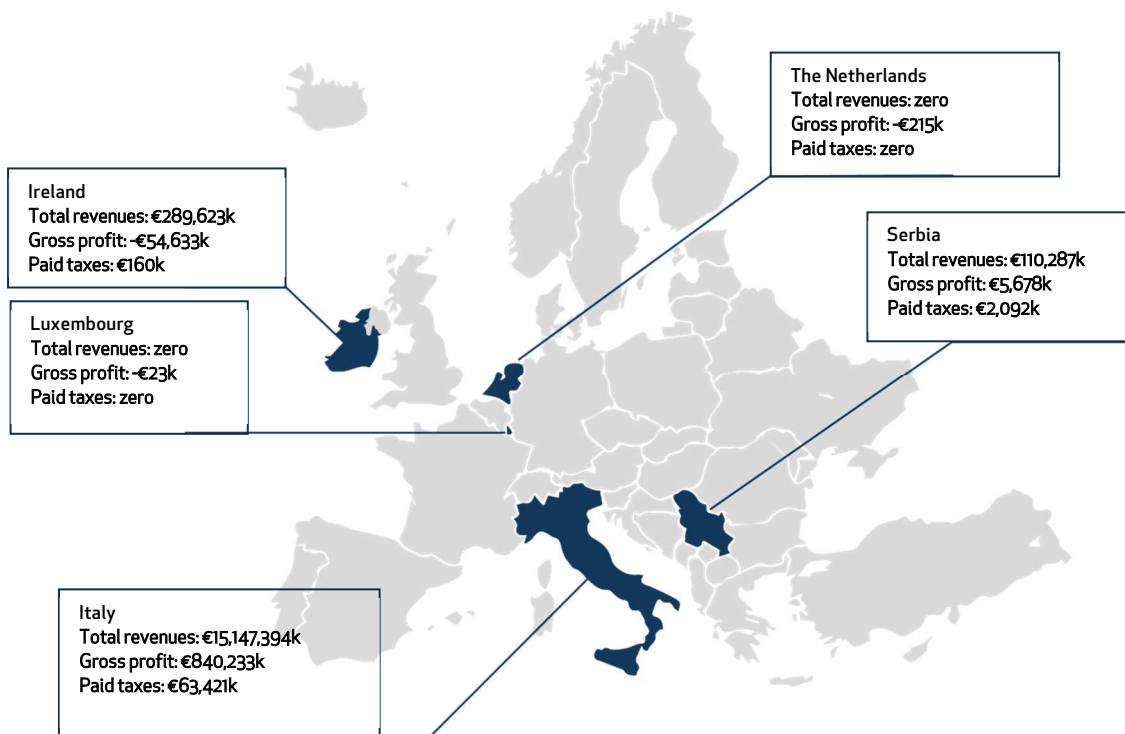 The Netherlands
Total revenues: zero
Gross profit: -€215k
Paid taxes: zero
Ireland
Total revenues: €289,623k
Gross profit: -€54,633k
Paid taxes: €160k
Serbia
Total revenues: €110,287k
Gross profit: €5,678k
Paid taxes: €2,092k
Luxembourg
Total revenues: zero
Gross profit: -€23k
Paid taxes: zero
Italy
Total revenues: €15,147,394k
Gross profit: €840,233k
Paid taxes: €63,421k